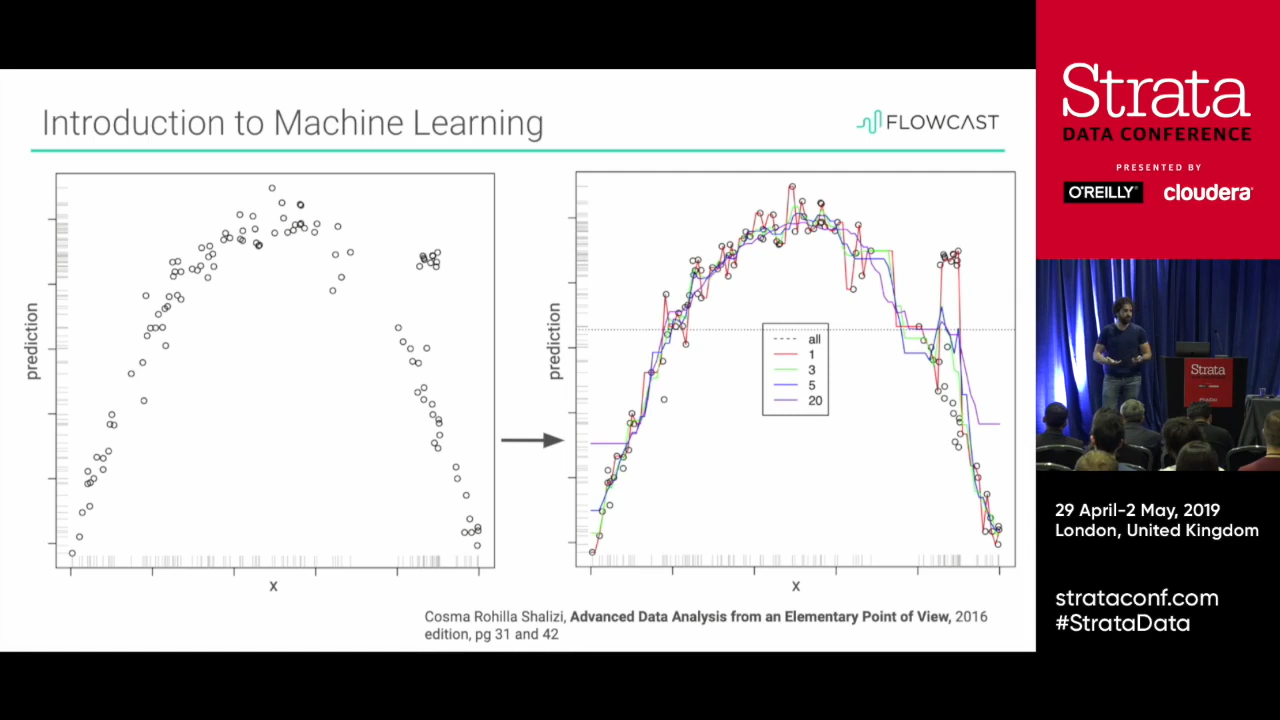 Introduction to Machine Learning
FLOWCAST
prediction
X
prediction
all
1
3
5
20
X
Cosma Rohilla Shalizi, Advanced Data Analysis from an Elementary Point of View, 2016
edition, pg 31 and 42
Strata
DATA CONFERENCE
PRESENTED BY
O'REILLY®
cloudera®
Strata
29 April–2 May, 2019
London, United Kingdom
strataconf.com
#StrataData